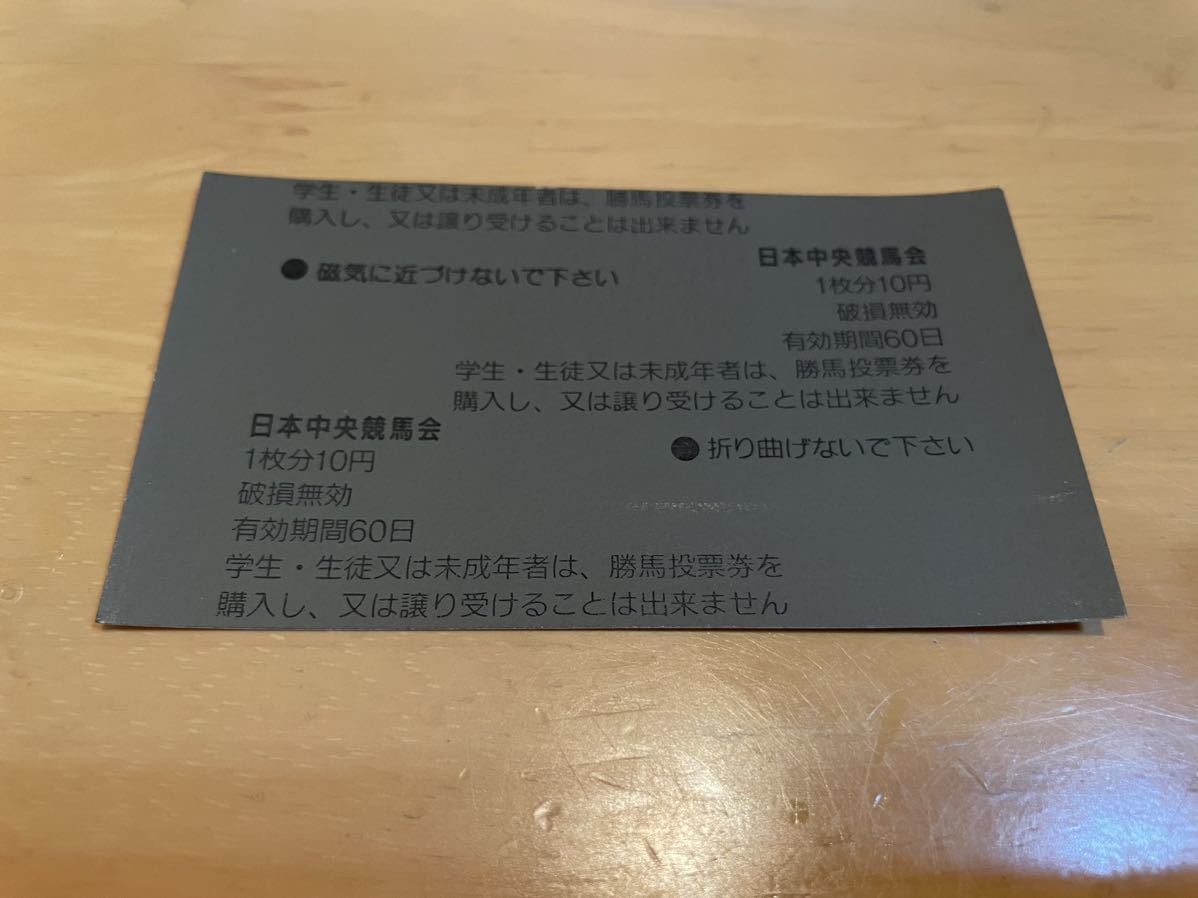 学生・生徒又は未成年者は、勝馬投票券を
購入し、又は譲り受けることは出来ません
●磁気に近づけないで下さい
日本中央競馬会
1枚分10円
破損無効
有効期間60日
学生・生徒又は未成年者は、勝馬投票券を
購入し、又は譲り受けることは出来ません
●折り曲げないで下さい
日本中央競馬会
1枚分10円
破損無効
有効期間60日
学生・生徒又は未成年者は、勝馬投票券を
購入し、又は譲り受けることは出来ません